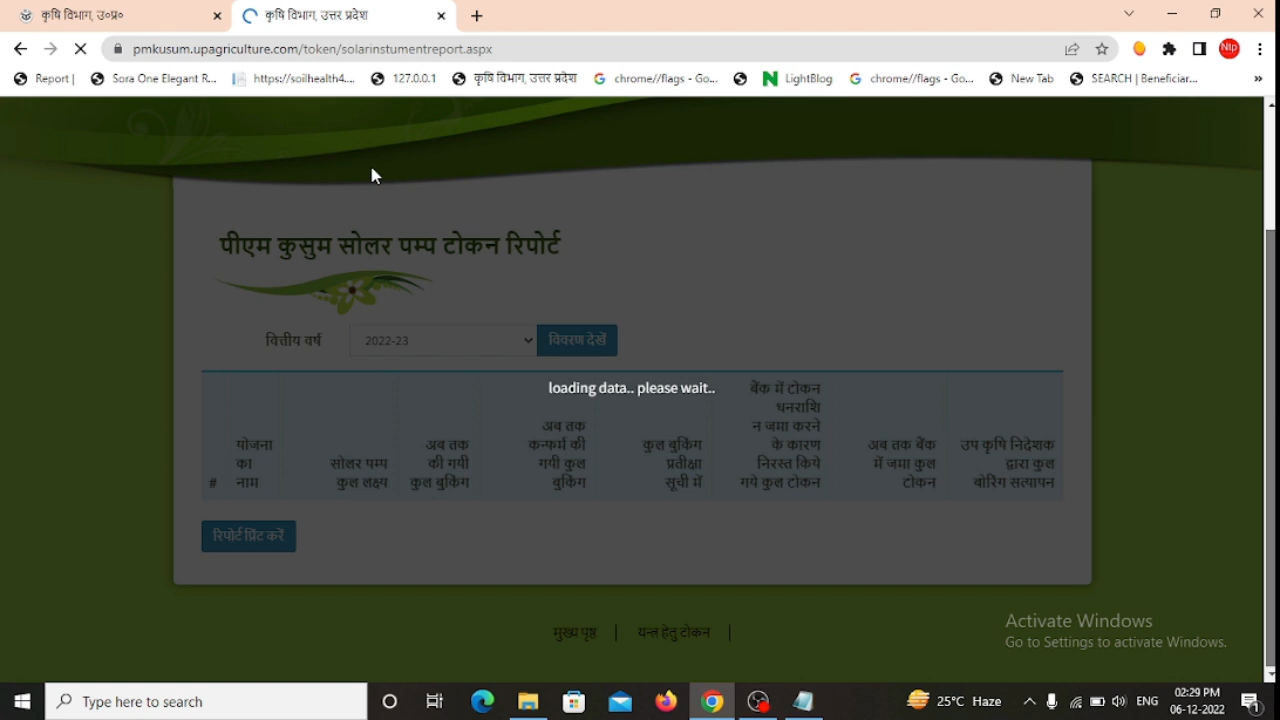 कृषि विभाग, उ०प्र०
कृषि विभाग, उत्तर प्रदेश
pmkusum.upagriculture.com/token/solarinstumentreport.aspx
Ntp
Report |
Sora One Elegant R...
https://soilhealth4....
127.0.0.1
कृषि विभाग, उत्तर प्रदेश
chrome//flags - Go...
LightBlog
chrome//flags - Go...
New Tab
SEARCH | Beneficiar...
»
पीएम कुसुम सोलर पम्प टोकन रिपोर्ट
वित्तीय वर्ष
2022-23
विवरण देखें
loading data.. please wait..
#
योजना
का
नाम
सोलर पम्प
कुल लक्ष्य
अब तक
की गयी
कुल बुकिंग
अब तक
कन्फर्म की
गयी कुल
बुकिंग
कुल बुकिंग
प्रतीक्षा
सूची में
बैंक में टोकन
धनराशि
न जमा करने
के कारण
निरस्त किये
गये कुल टोकन
अब तक बैंक
में जमा कुल
टोकन
उप कृषि निदेशक
द्वारा कुल
बोरिंग सत्यापन
रिपोर्ट प्रिंट करें
मुख्य पृष्ठ | यन्त्र हेतु टोकन |
Activate Windows
Go to Settings to activate Windows.
Type here to search
25°C Haze
ENG
02:29 PM
06-12-2022
1